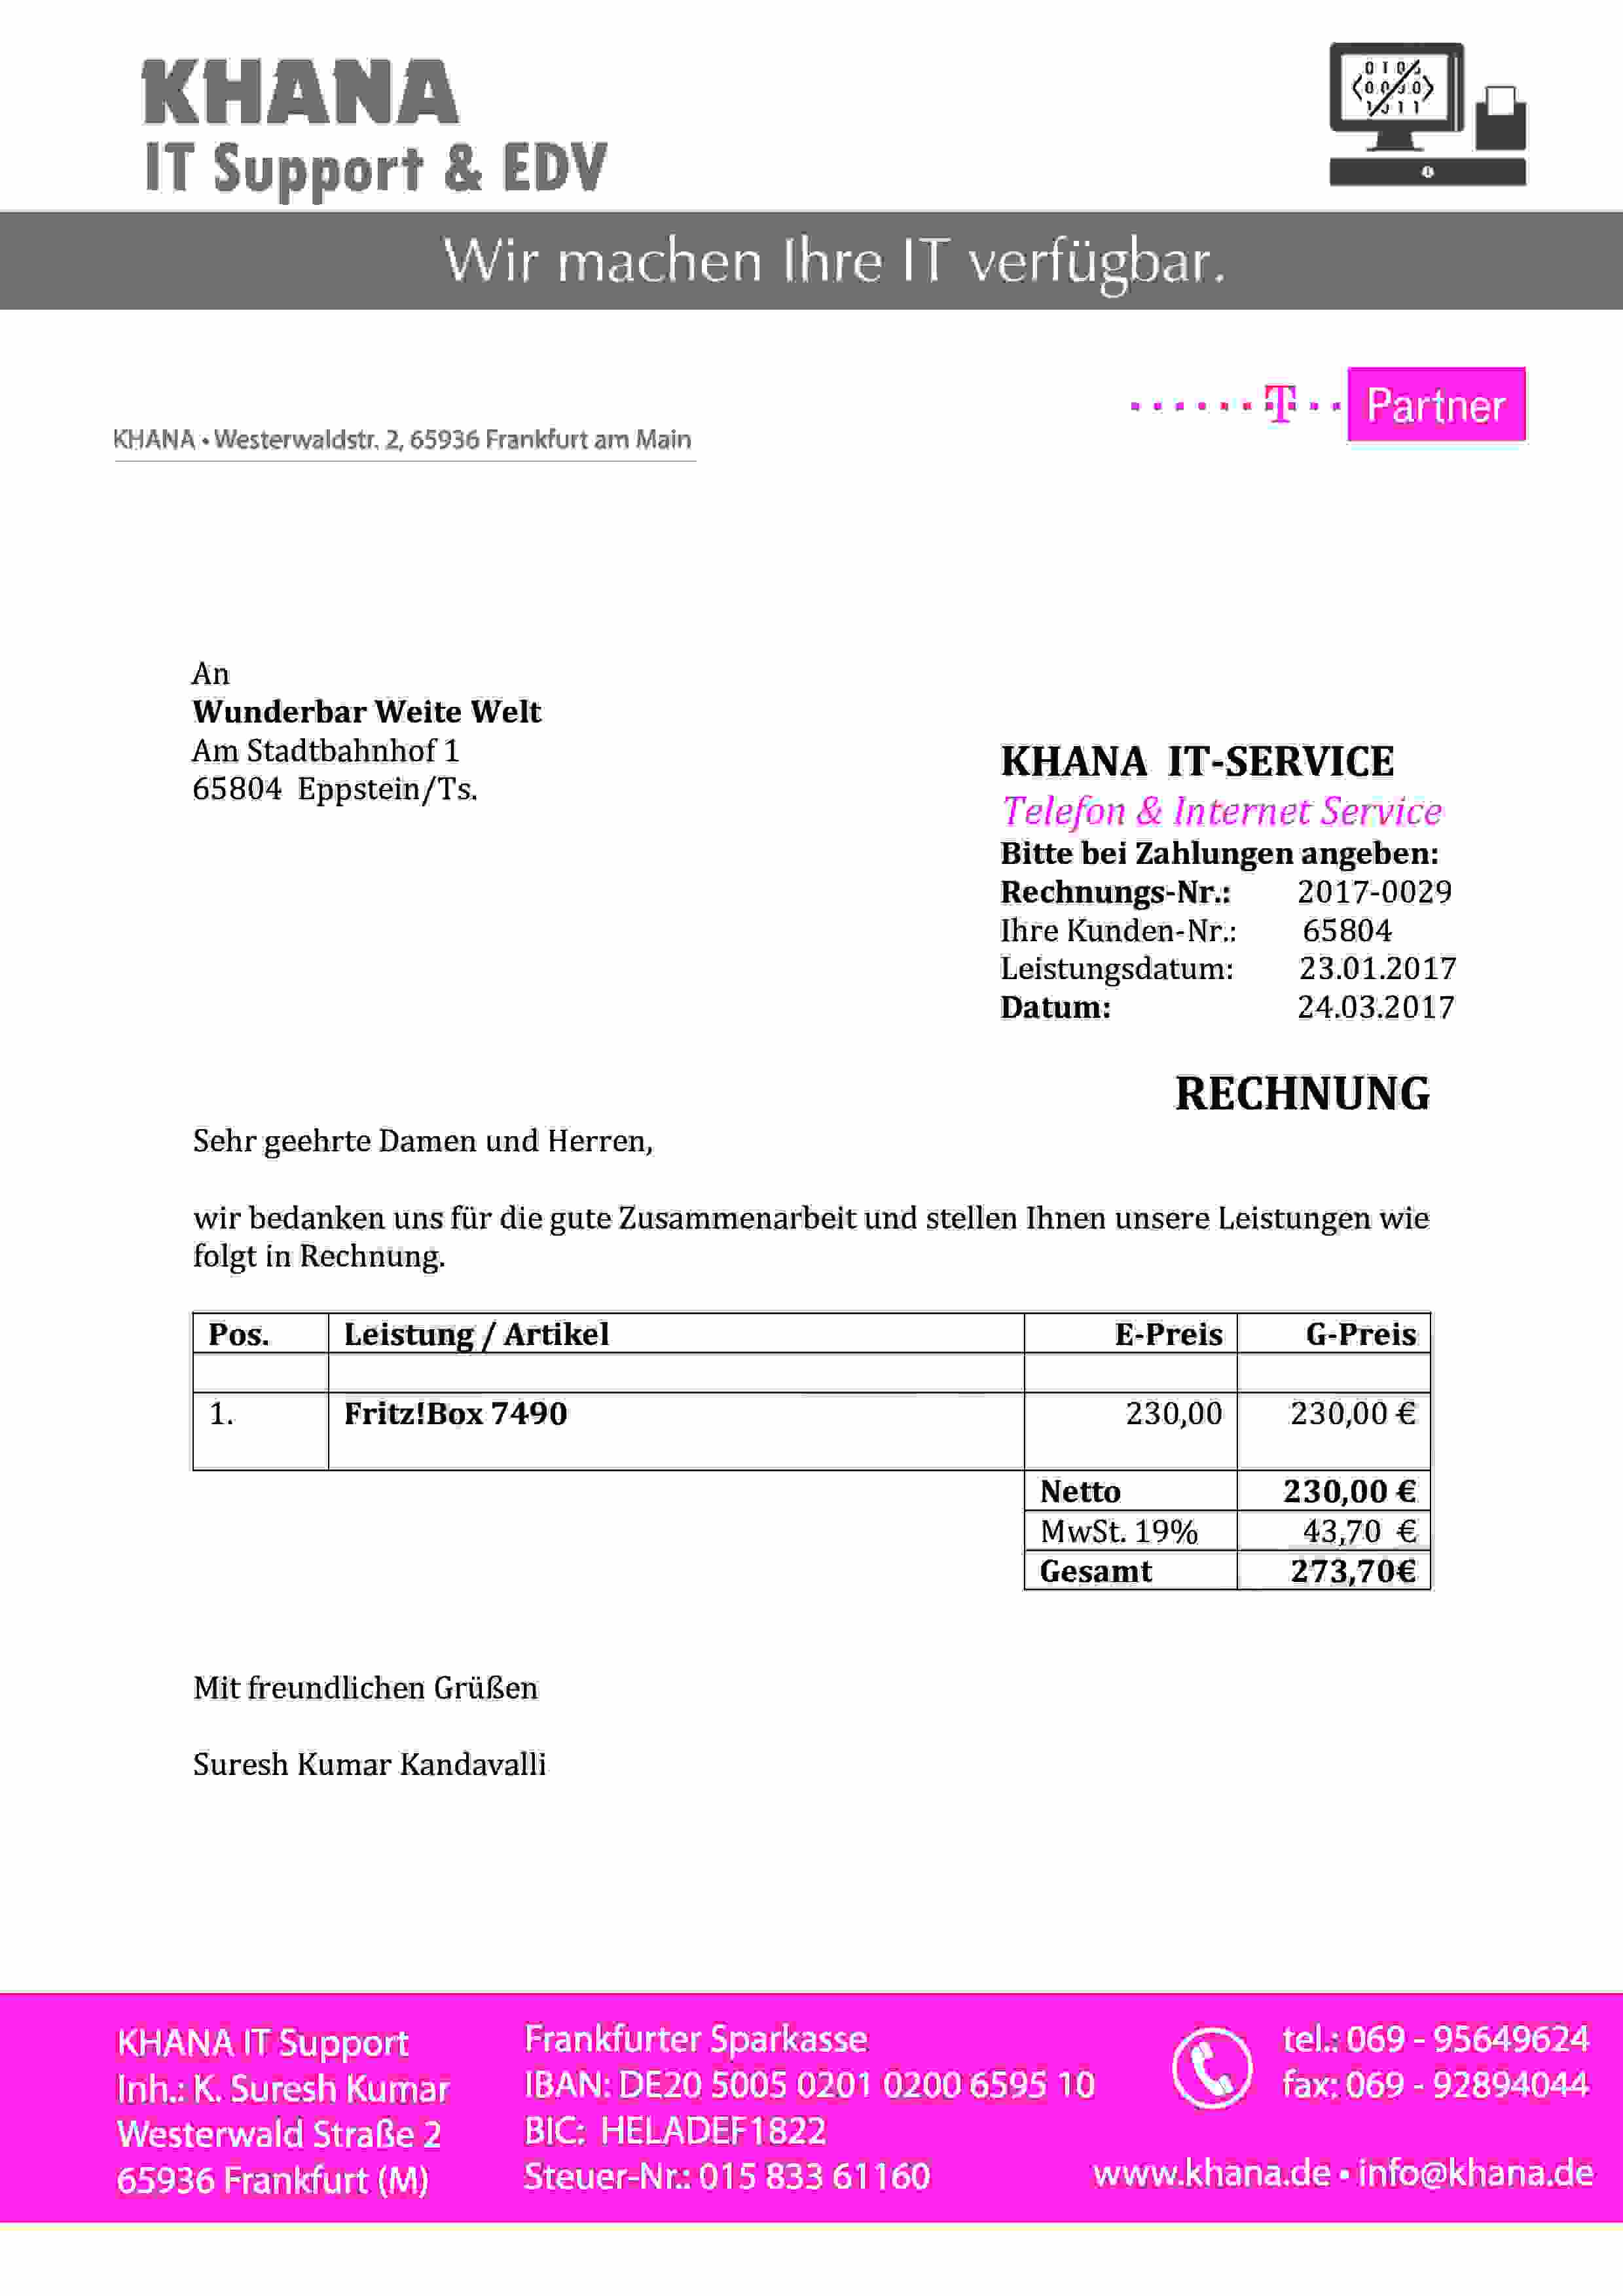 KHANA
IT Support & EDV
Wir machen Ihre IT verfügbar.
T Partner
KHANA • Westerwaldstr. 2, 65936 Frankfurt am Main
An
Wunderbar Weite Welt
Am Stadtbahnhof 1
65804 Eppstein/Ts.
KHANA IT-SERVICE
Telefon & Internet Service
Bitte bei Zahlungen angeben:
Rechnungs-Nr.: 2017-0029
Ihre Kunden-Nr.: 65804
Leistungsdatum: 23.01.2017
Datum: 24.03.2017
RECHNUNG
Sehr geehrte Damen und Herren,
wir bedanken uns für die gute Zusammenarbeit und stellen Ihnen unsere Leistungen wie
folgt in Rechnung.
Pos. Leistung / Artikel E-Preis G-Preis
1. Fritz!Box 7490 230,00 230,00 €
Netto 230,00 €
MwSt. 19% 43,70 €
Gesamt 273,70€
Mit freundlichen Grüßen
Suresh Kumar Kandavalli
KHANA IT Support
Inh.: K. Suresh Kumar
Westerwald Straße 2
65936 Frankfurt (M)
Frankfurter Sparkasse
IBAN: DE20 5005 0201 0200 6595 10
BIC: HELADEF1822
Steuer-Nr.: 015 833 61160
tel.: 069 - 95649624
fax: 069 - 92894044
www.khana.de • info@khana.de